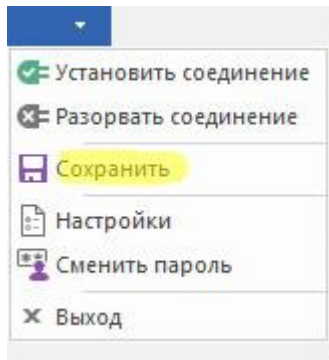 Установить соединение
Разорвать соединение
Сохранить
Настройки
Сменить пароль
Выход